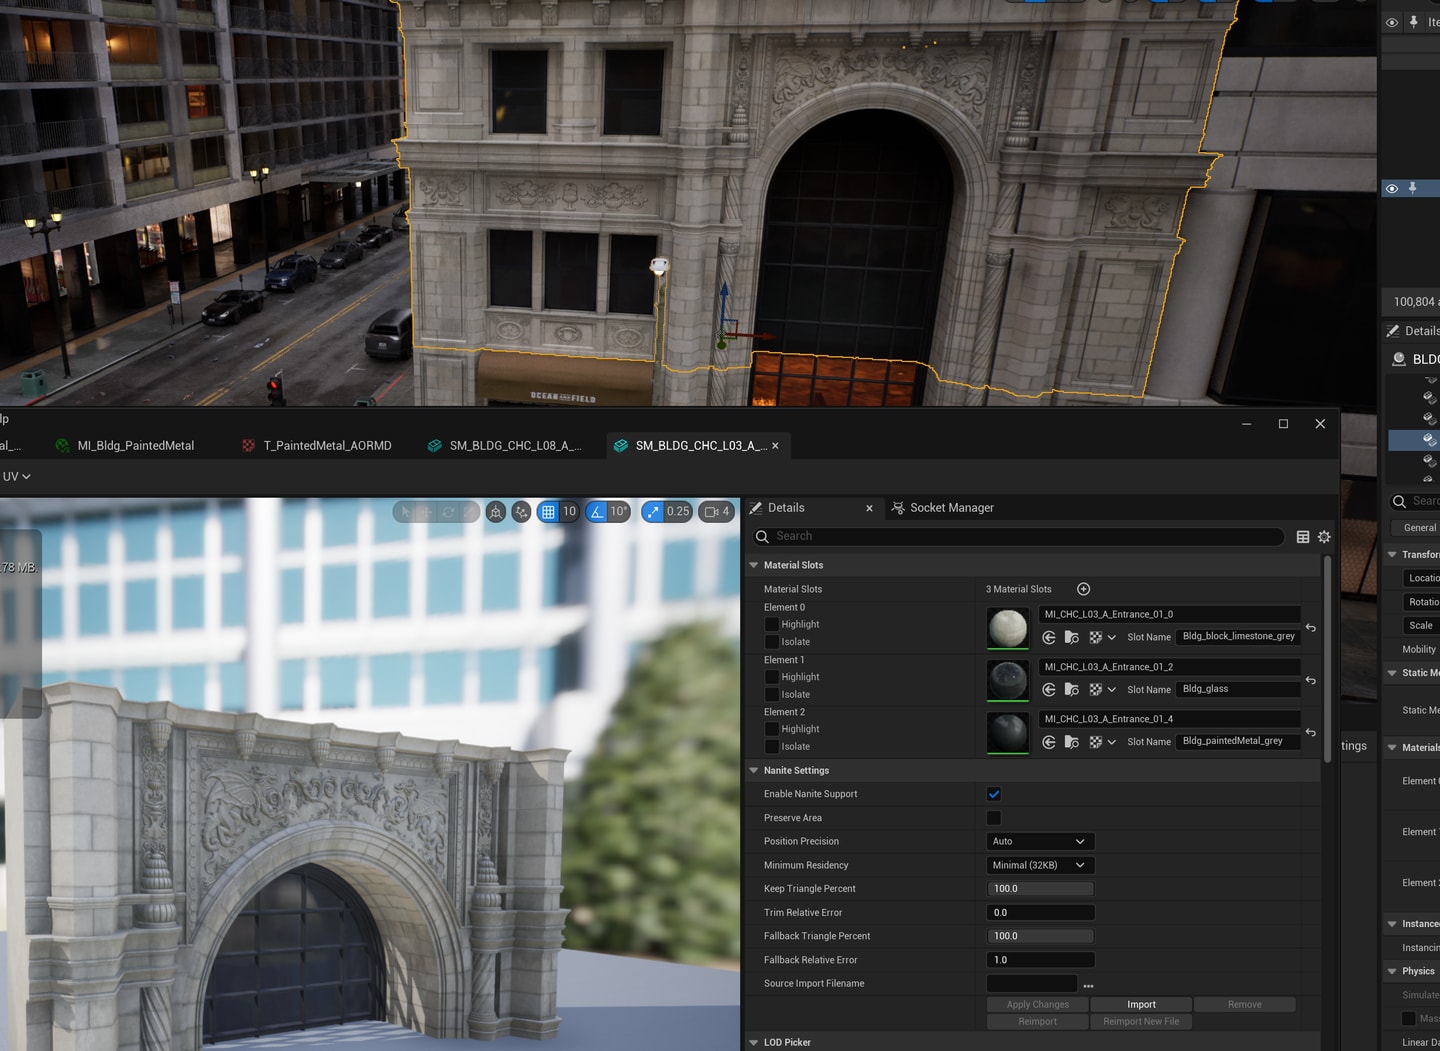 Ite
100,804 a
Details
BLDG
OCEAN AND FIELD
lp
al_...
MI_Bldg_PaintedMetal
T_PaintedMetal_AORMD
SM_BLDG_CHC_L08_A_...
SM_BLDG_CHC_L03_A_...
UV
10
10°
0.25
4
.78 MB.
Details
Socket Manager
Search
Material Slots
Material Slots
3 Material Slots
Element 0
Highlight
Isolate
MI_CHC_L03_A_Entrance_01_0
Slot Name
Bldg_block_limestone_grey
Element 1
Highlight
Isolate
MI_CHC_L03_A_Entrance_01_2
Slot Name
Bldg_glass
Element 2
Highlight
Isolate
MI_CHC_L03_A_Entrance_01_4
Slot Name
Bldg_paintedMetal_grey
Nanite Settings
Enable Nanite Support
Preserve Area
Position Precision
Auto
Minimum Residency
Minimal (32KB)
Keep Triangle Percent
100.0
Trim Relative Error
0.0
Fallback Triangle Percent
100.0
Fallback Relative Error
1.0
Source Import Filename
Apply Changes
Import
Remove
Reimport
Reimport New File
LOD Picker
tings
Searc
General
Transfor
Locatio
Rotatio
Scale
Mobility
Static Me
Static Me
Materials
Element
Element
Element
Instance
Instancin
Physics
Simulate
Mas
Linear Da